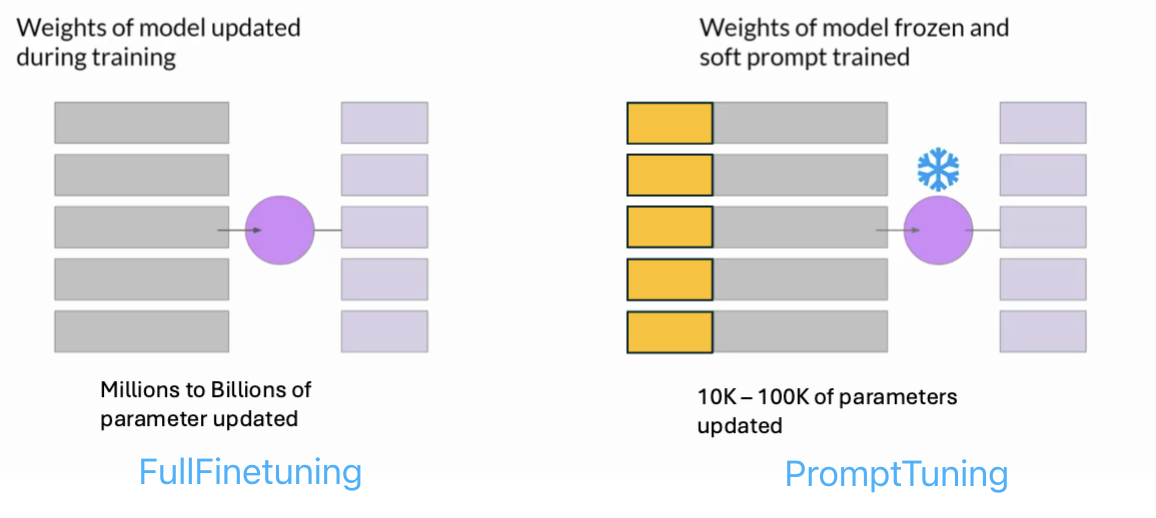 Weights of model updated
during training
Millions to Billions of
parameter updated
FullFinetuning
Weights of model frozen and
soft prompt trained
10K – 100K of parameters
updated
PromptTuning